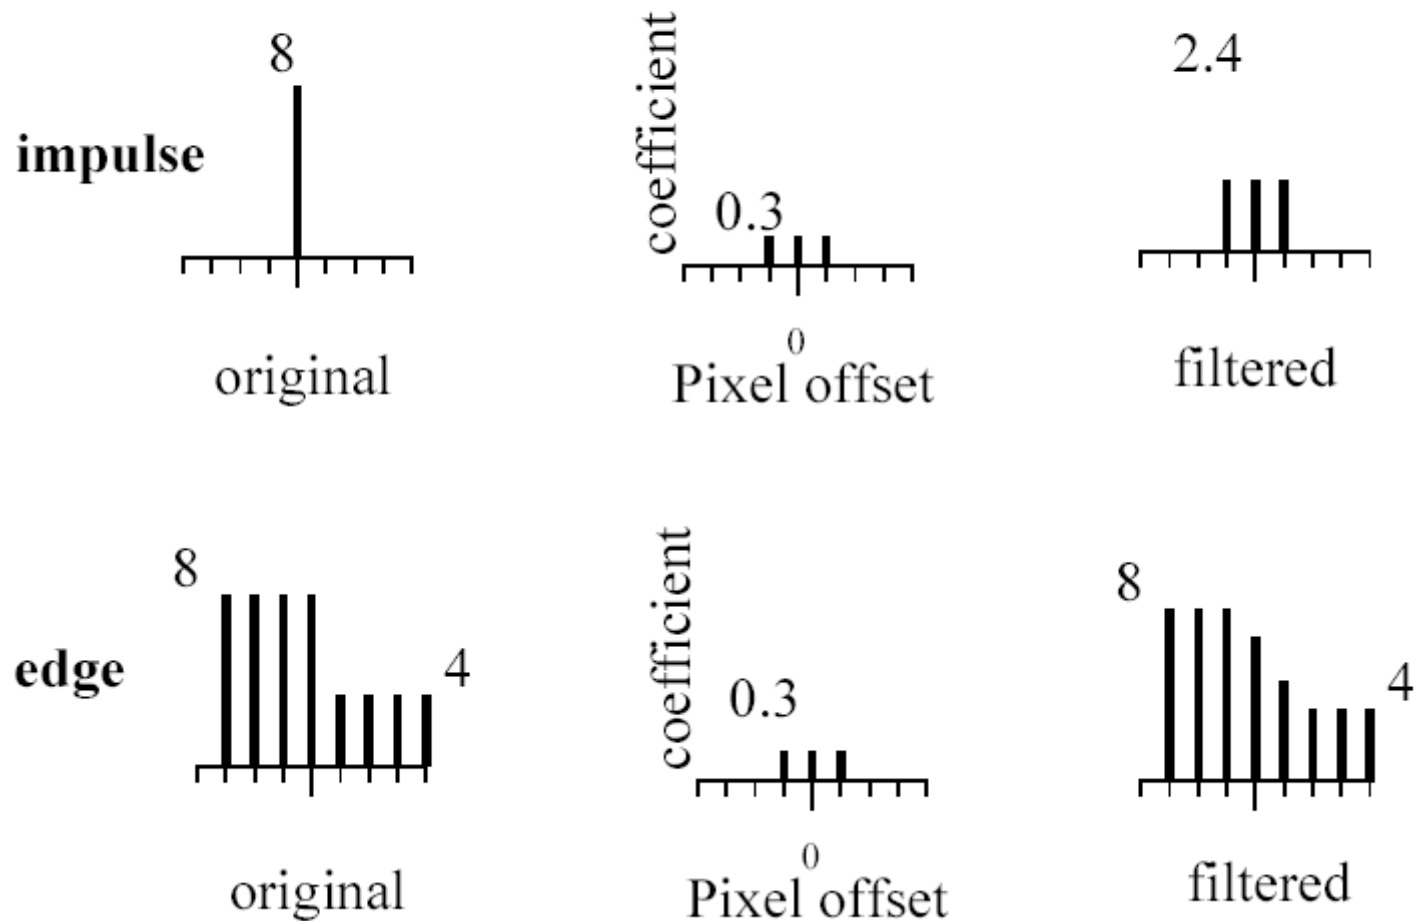 8
impulse
coefficient
0.3
2.4
original
0
Pixel offset
filtered
8
edge
4
coefficient
0.3
8
4
original
0
Pixel offset
filtered